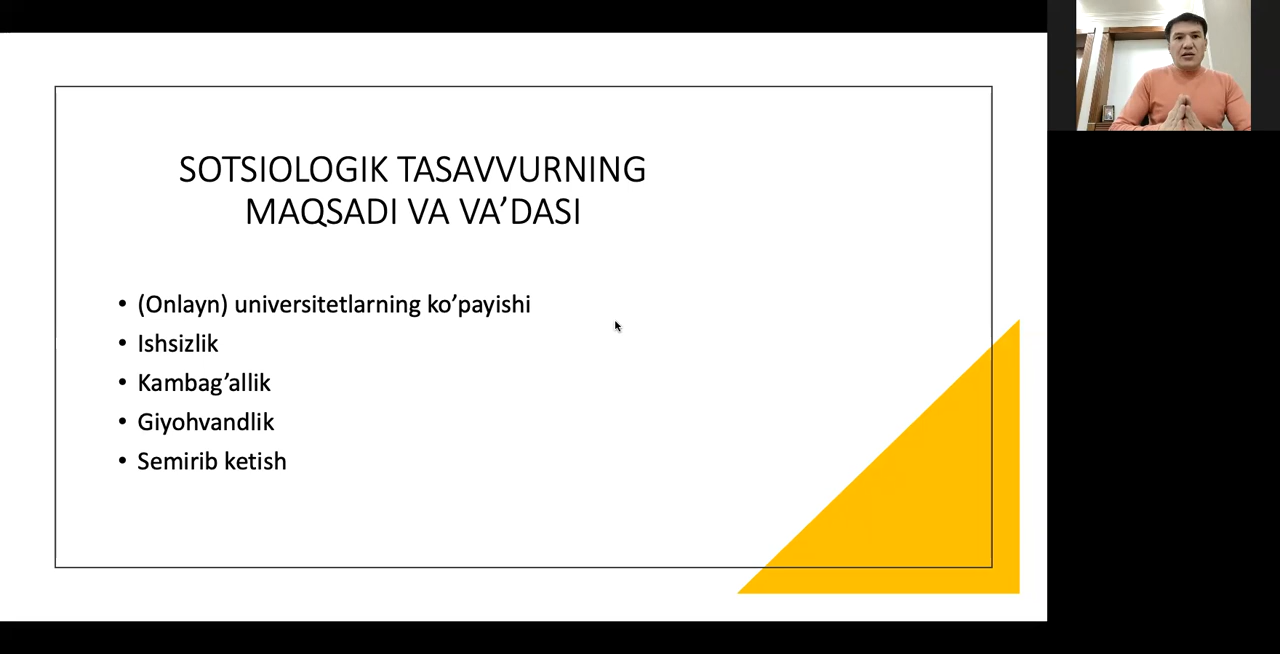 SOTSIOLOGIK TASAVVURNING
MAQSADI VA VA’DASI
• (Onlayn) universitetlarning ko’payishi
• Ishsizlik
• Kambag’allik
• Giyohvandlik
• Semirib ketish